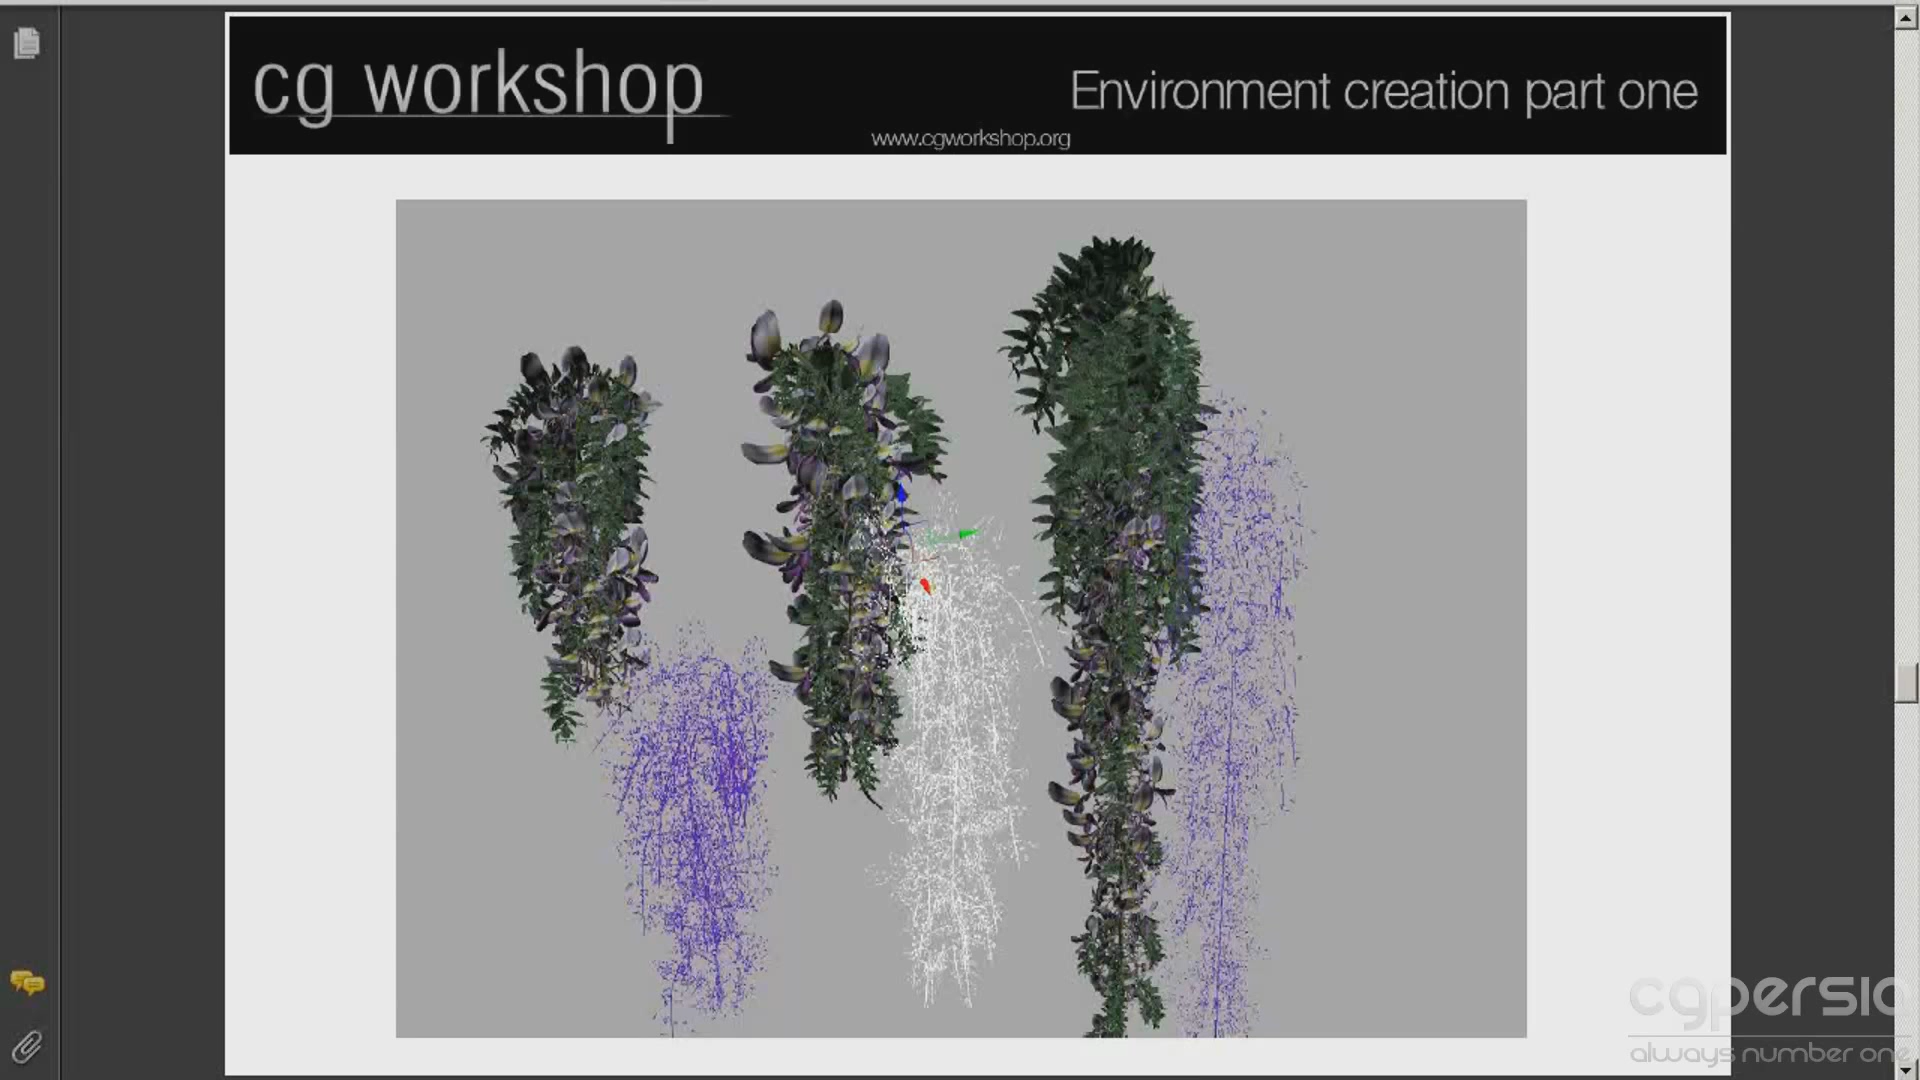 cg workshop
Environment creation part one
www.cgworkshop.org
cgpersia
always number one